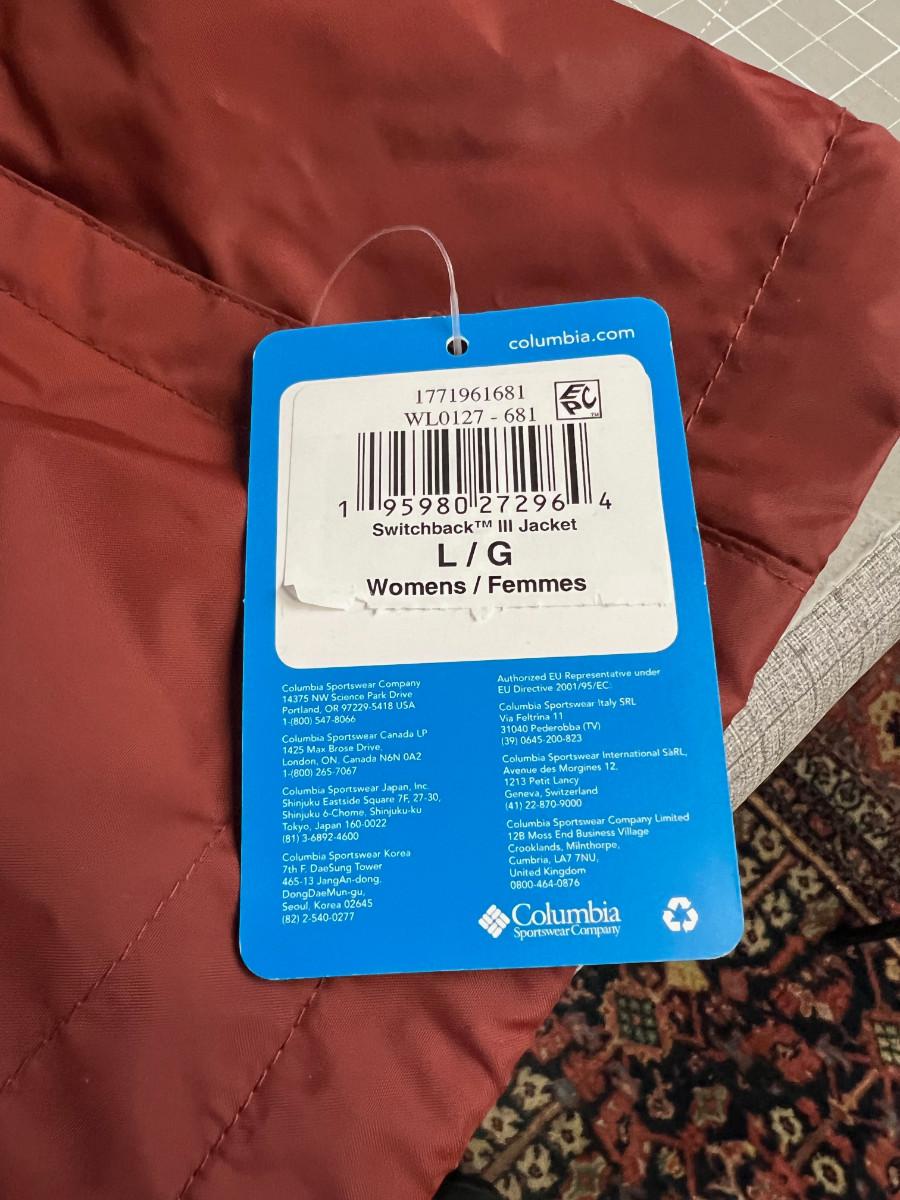 columbia.com
1771961681
WL0127 - 681
EPC™
1 95980 27296 4
Switchback™ III Jacket
L / G
Womens / Femmes
Columbia Sportswear Company
14375 NW Science Park Drive
Portland, OR 97229-5418 USA
1-(800) 547-8066
Columbia Sportswear Canada LP
1425 Max Brose Drive,
London, ON, Canada N6N 0A2
1-(800) 265-7067
Columbia Sportswear Japan, Inc.
Shinjuku Eastside Square 7F, 27-30,
Shinjuku 6-Chome, Shinjuku-ku
Tokyo, Japan 160-0022
(81) 3-6892-4600
Columbia Sportswear Korea
7th F. DaeSung Tower
465-13 JangAn-dong,
DongDaeMun-gu,
Seoul, Korea 02645
(82) 2-540-0277
Authorized EU Representative under
EU Directive 2001/95/EC:
Columbia Sportswear Italy SRL
Via Feltrina 11
31040 Pederobba (TV)
(39) 0645-200-823
Columbia Sportswear International SàRL,
Avenue des Morgines 12,
1213 Petit Lancy
Geneva, Switzerland
(41) 22-870-9000
Columbia Sportswear Company Limited
12B Moss End Business Village
Crooklands, Milnthorpe,
Cumbria, LA7 7NU,
United Kingdom
0800-464-0876
Columbia
Sportswear Company